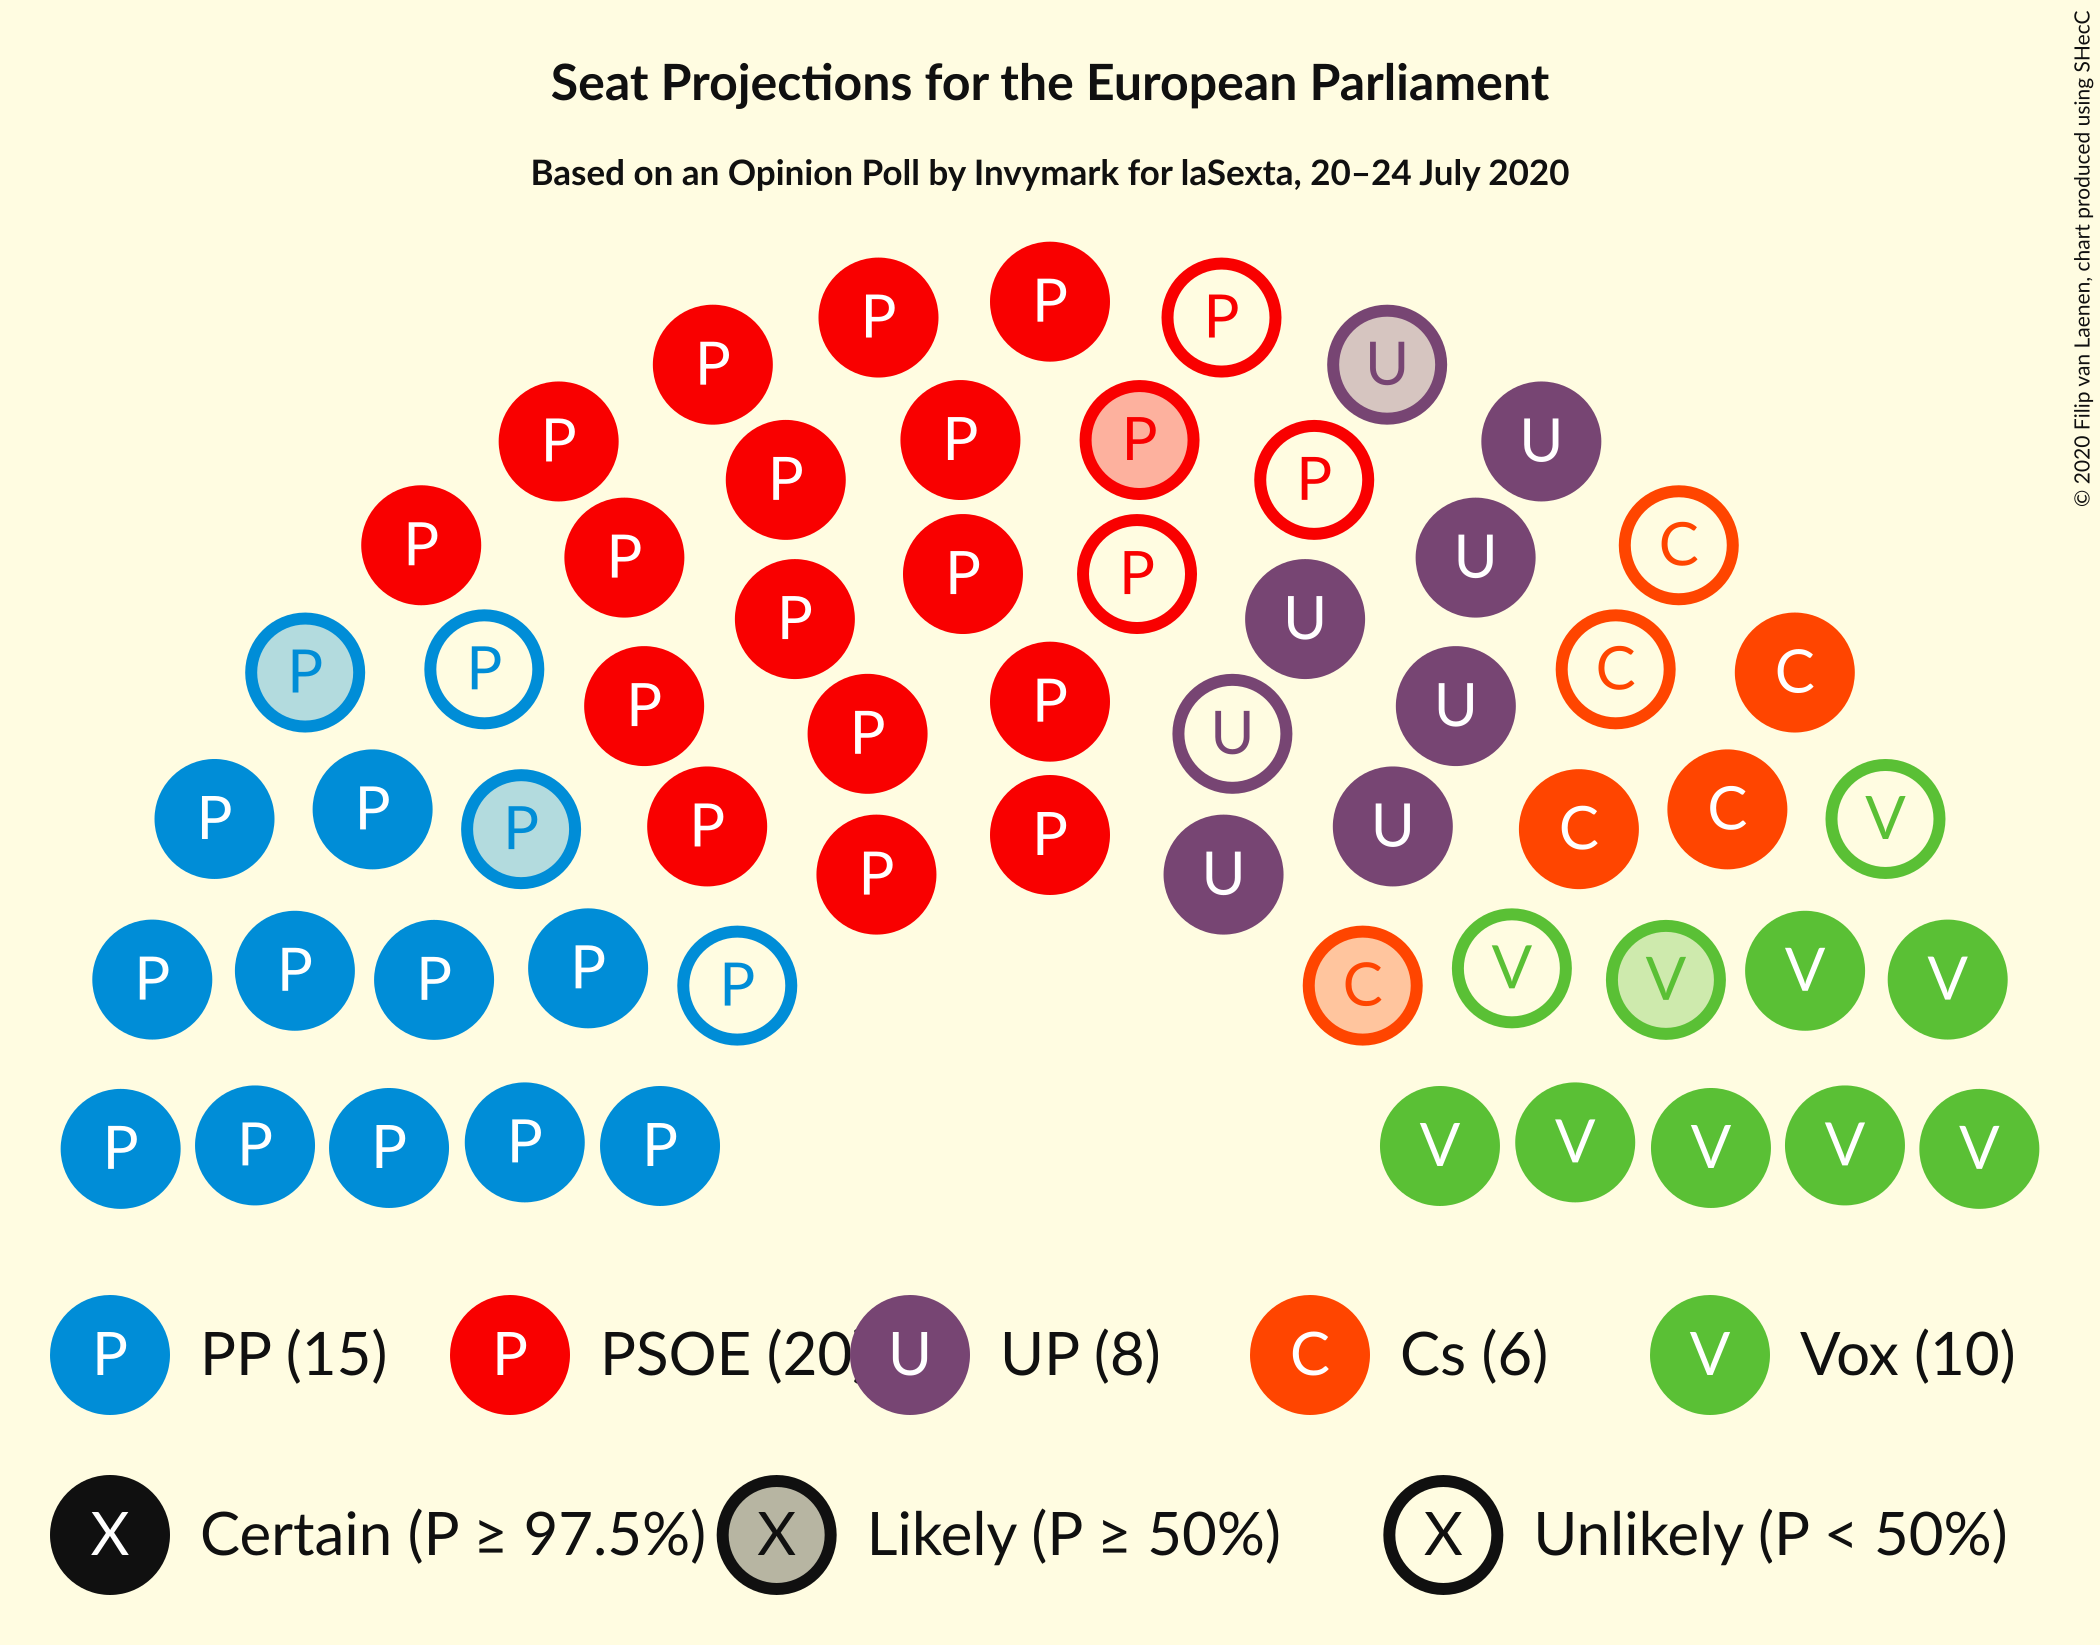 Seat Projections for the European Parliament
Based on an Opinion Poll by Invymark for laSexta, 20–24 July 2020
© 2020 Filip van Laenen, chart produced using SHecC
P P P
P U
P P P P U
P P P C
P P U
P P P U
P P P U C C
P P U
P P P P P U C C V
P P U
P P P P P C V V V V
P P P P P V V V V V
P PP (15) P PSOE (20) U UP (8) C Cs (6) V Vox (10)
X Certain (P ≥ 97.5%) X Likely (P ≥ 50%) X Unlikely (P < 50%)